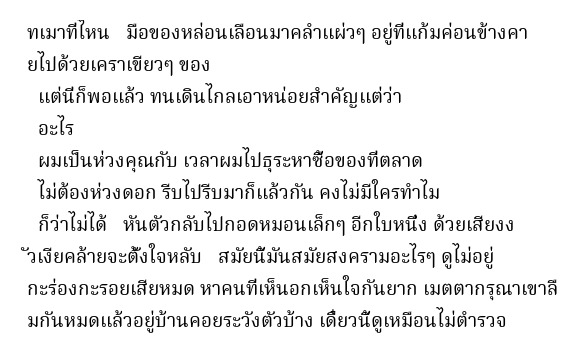 ทเมาที่ไหน มือของหล่อนเลื่อนมาคลำแผ่วๆ อยู่ที่แก้มค่อนข้างคา
ยไปด้วยเคราเขียวๆ ของ
แต่นี่ก็พอแล้ว ทนเดินไกลเอาหน่อยสำคัญแต่ว่า
อะไร
ผมเป็นห่วงคุณกับ เวลาผมไปธุระหาซื้อของที่ตลาด
ไม่ต้องห่วงดอก รีบไปรีบมาก็แล้วกัน คงไม่มีใครทำไม
ก็ว่าไม่ได้ หันตัวกลับไปกอดหมอนเล็กๆ อีกใบหนึ่ง ด้วยเสียงง
ัวเงียคล้ายจะตั้งใจหลับ สมัยนี้มันสมัยสงครามอะไรๆ ดูไม่อยู่
กะร่องกะรอยเสียหมด หาคนที่เห็นอกเห็นใจกันยาก เมตตากรุณาเขาลื
มกันหมดแล้วอยู่บ้านคอยระวังตัวบ้าง เดี๋ยวนี้ดูเหมือนไม่ตำรวจ